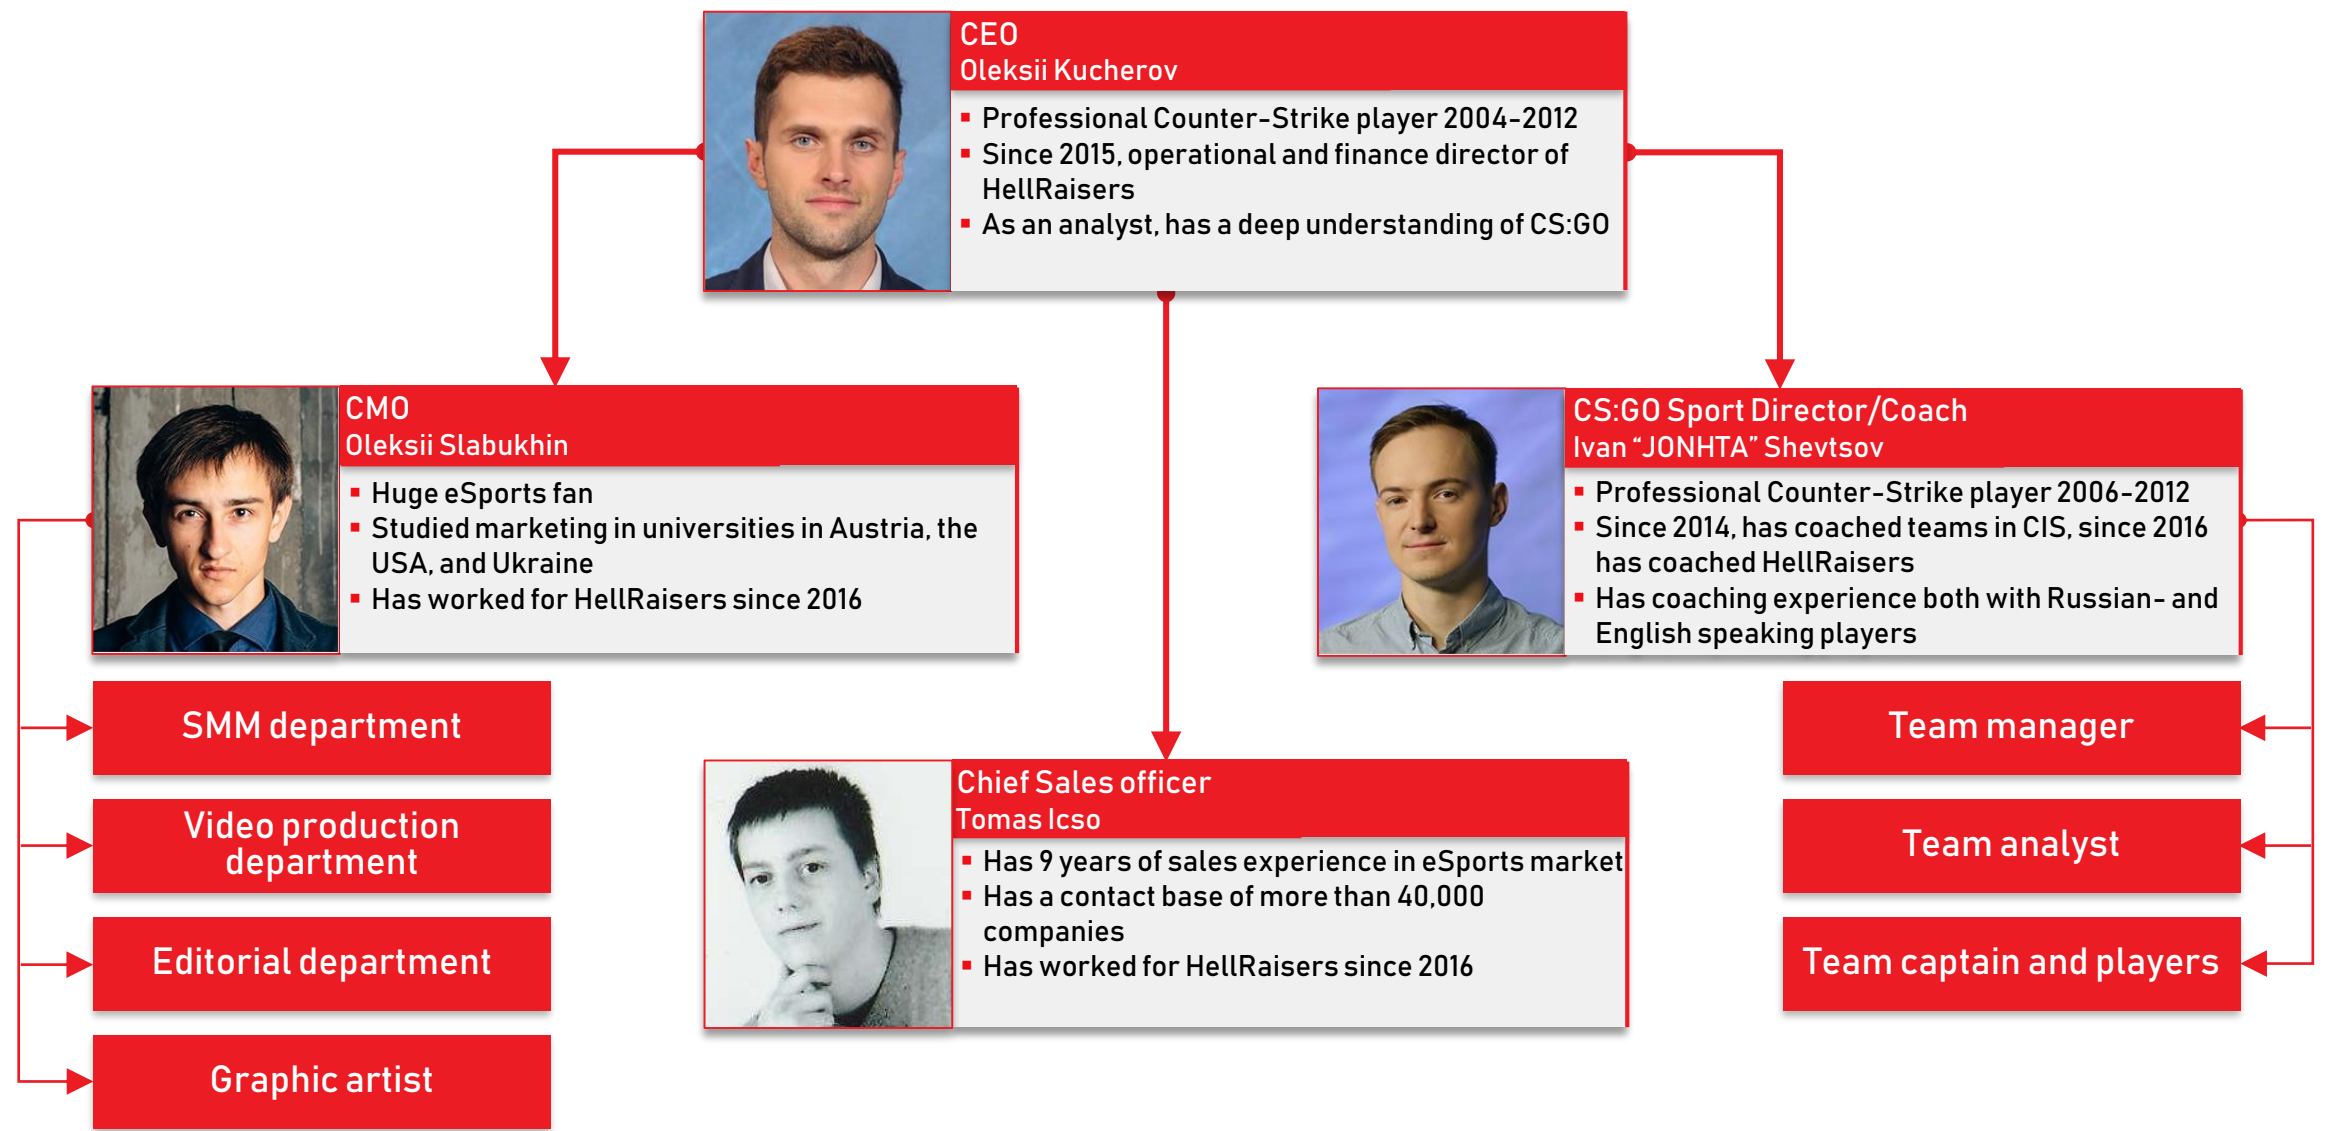 CEO
Oleksii Kucherov
▪ Professional Counter-Strike player 2004-2012
▪ Since 2015, operational and finance director of
HellRaisers
▪ As an analyst, has a deep understanding of CS:GO
CMO
Oleksii Slabukhin
▪ Huge eSports fan
▪ Studied marketing in universities in Austria, the
USA, and Ukraine
▪ Has worked for HellRaisers since 2016
CS:GO Sport Director/Coach
Ivan “JONHTA” Shevtsov
▪ Professional Counter-Strike player 2006-2012
▪ Since 2014, has coached teams in CIS, since 2016
has coached HellRaisers
▪ Has coaching experience both with Russian- and
English speaking players
SMM department
Video production
department
Editorial department
Graphic artist
Chief Sales officer
Tomas Icso
▪ Has 9 years of sales experience in eSports market
▪ Has a contact base of more than 40,000
companies
▪ Has worked for HellRaisers since 2016
Team manager
Team analyst
Team captain and players